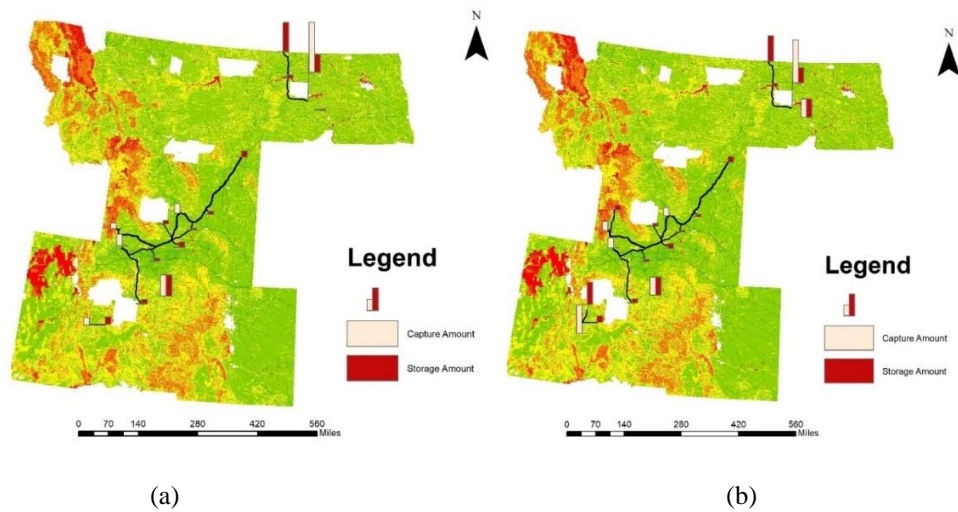 N
N
Legend
Capture Amount
Storage Amount
0 70 140 280 420 560
Miles
Legend
Capture Amount
Storage Amount
0 70 140 280 420 560
Miles
(a)
(b)